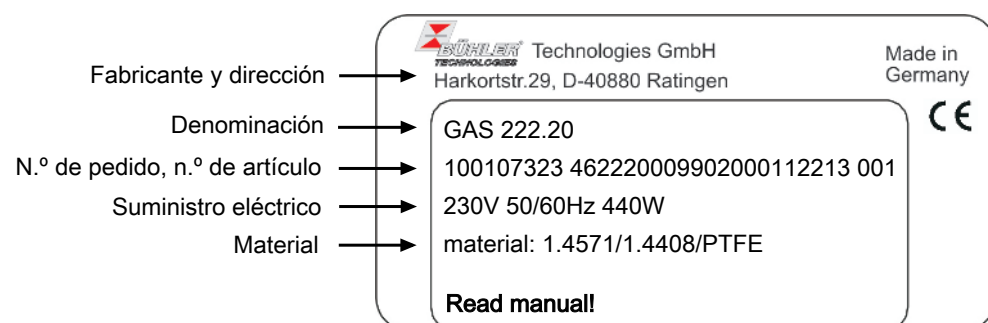 BÜHLER Technologies GmbH
TECHNOLOGIES
Made in
Germany
Fabricante y dirección
Harkortstr.29, D-40880 Ratingen
CE
Denominación
GAS 222.20
N.º de pedido, n.º de artículo
100107323 462220009902000112213 001
Suministro eléctrico
230V 50/60Hz 440W
Material
material: 1.4571/1.4408/PTFE
Read manual!